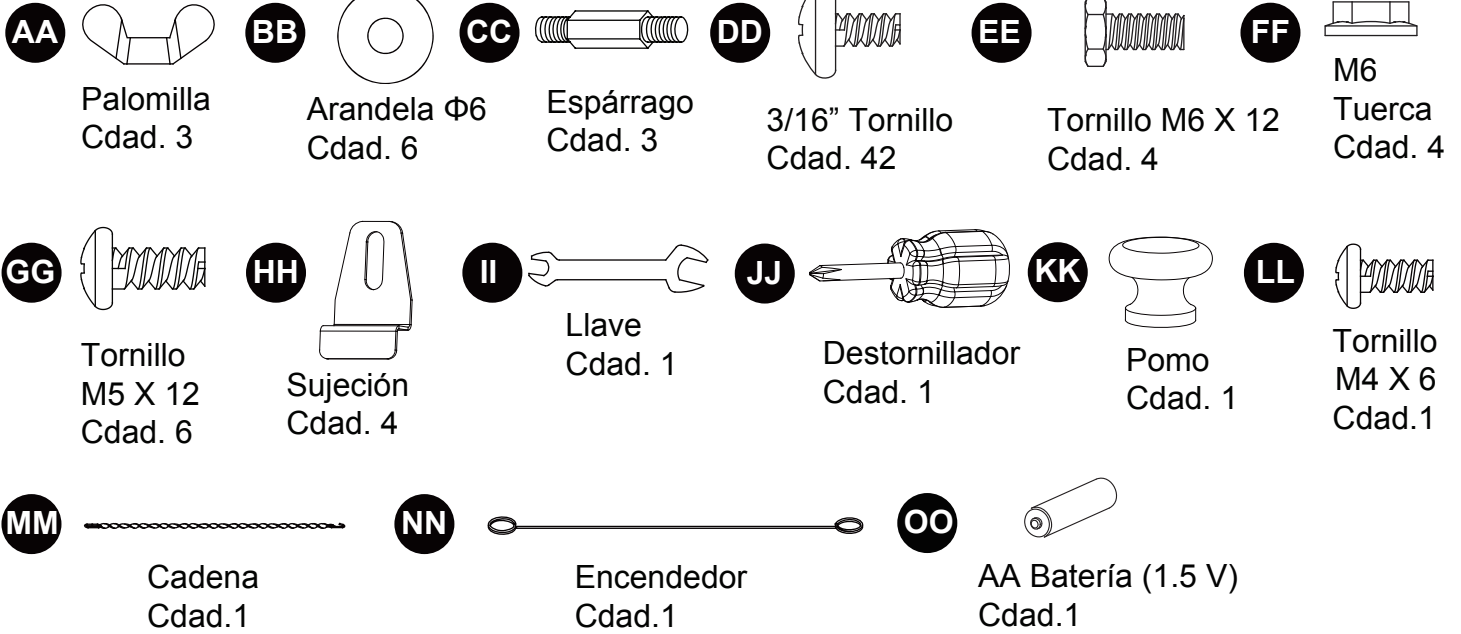 AA
Palomilla
Cdad. 3
BB
Arandela Φ6
Cdad. 6
CC
Espárrago
Cdad. 3
DD
3/16” Tornillo
Cdad. 42
EE
Tornillo M6 X 12
Cdad. 4
FF
M6
Tuerca
Cdad. 4
GG
Tornillo
M5 X 12
Cdad. 6
HH
Sujeción
Cdad. 4
II
Llave
Cdad. 1
JJ
Destornillador
Cdad. 1
KK
Pomo
Cdad. 1
LL
Tornillo
M4 X 6
Cdad.1
MM
Cadena
Cdad.1
NN
Encendedor
Cdad.1
OO
AA Batería (1.5 V)
Cdad.1